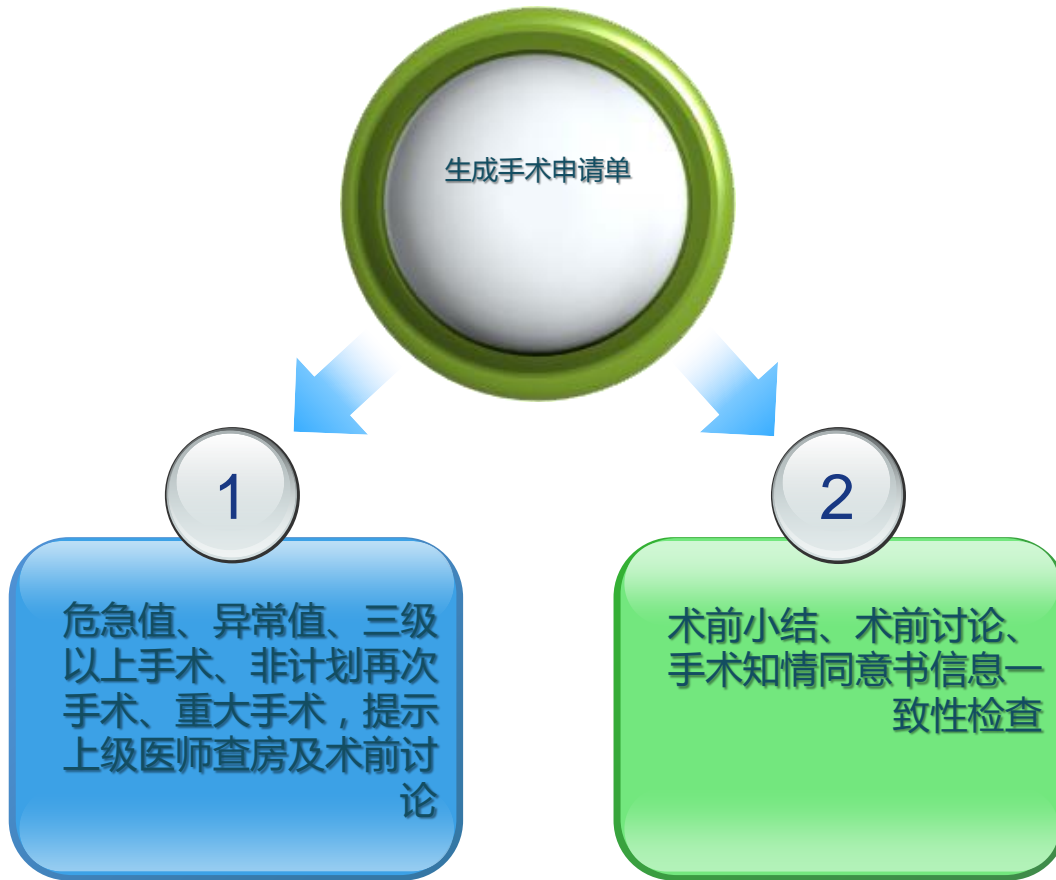 生成手术申请单
1
危急值、异常值、三级
以上手术、非计划再次
手术、重大手术，提示
上级医师查房及术前讨
论
2
术前小结、术前讨论、
手术知情同意书信息一
致性检查